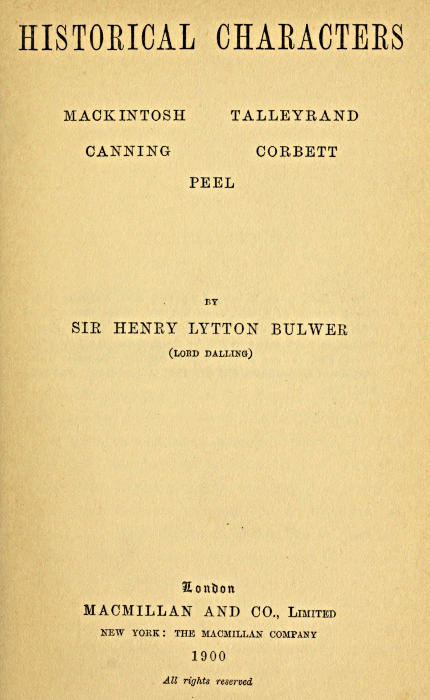 HISTORICAL CHARACTERS
MACKINTOSH TALLEYRAND
CANNING CORBETT
PEEL
BY
SIR HENRY LYTTON BULWER
(LORD DALLING)
London
MACMILLAN AND CO., LIMITED
NEW YORK: THE MACMILLAN COMPANY
1900
All rights reserved